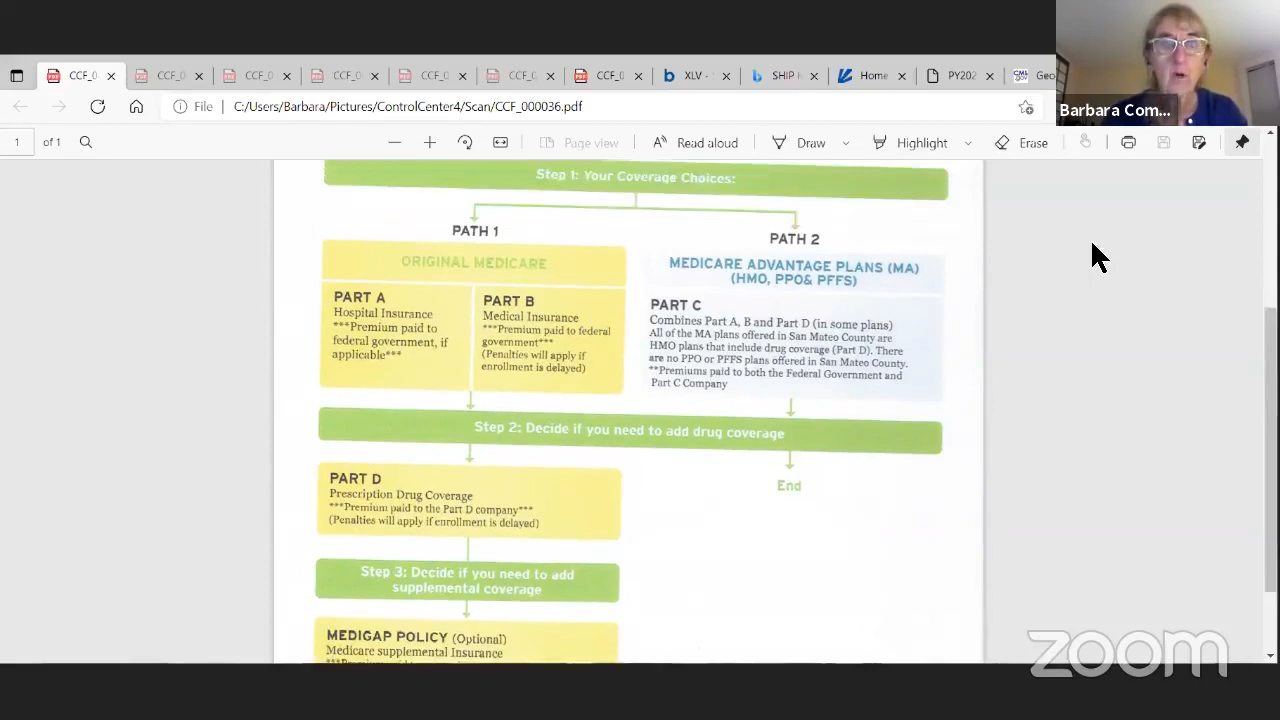 CCF_0
CCF_0
CCF_0
CCF_0
CCF_0
CCF_0
CCF_0
XLV -
SHIP
Home
PY202
Geo
File
C:/Users/Barbara/Pictures/ControlCenter4/Scan/CCF_000036.pdf
Barbara Com...
1 of 1
Page view
Read aloud
Draw
Highlight
Erase
Step 1: Your Coverage Choices:
PATH 1
ORIGINAL MEDICARE
PART A
Hospital Insurance
***Premium paid to
federal government, if
applicable***
PART B
Medical Insurance
***Premium paid to federal
government***
(Penalties will apply if
enrollment is delayed)
PATH 2
MEDICARE ADVANTAGE PLANS (MA)
(HMO, PPO& PFFS)
PART C
Combines Part A, B and Part D (in some plans)
All of the MA plans offered in San Mateo County are
HMO plans that include drug coverage (Part D). There
are no PPO or PFFS plans offered in San Mateo County.
**Premiums paid to both the Federal Government and
Part C Company
Step 2: Decide if you need to add drug coverage
PART D
Prescription Drug Coverage
***Premium paid to the Part D company***
(Penalties will apply if enrollment is delayed)
End
Step 3: Decide if you need to add
supplemental coverage
MEDIGAP POLICY (Optional)
Medicare supplemental Insurance
zoom